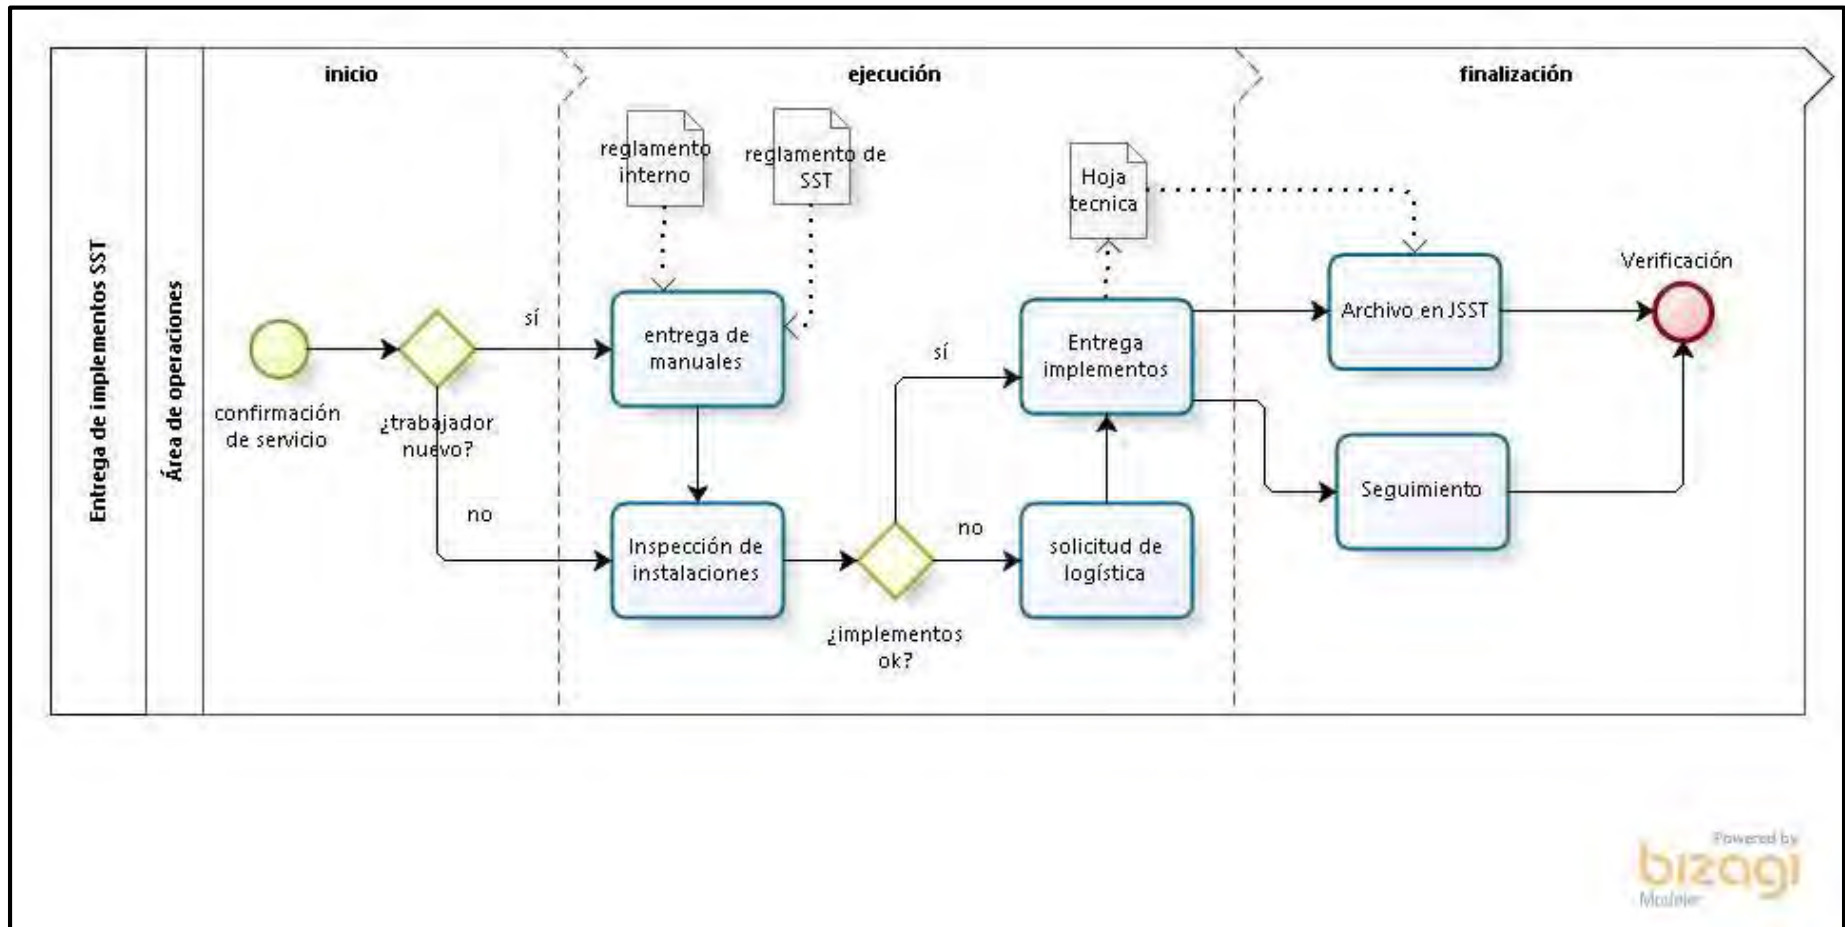 Entrega de implementos SST
Área de operaciones
inicio
ejecución
finalización
reglamento
interno
reglamento de
SST
Hoja
tecnica
confirmación
de servicio
¿trabajador
nuevo?
sí
no
entrega de
manuales
Inspección de
instalaciones
¿implementos
ok?
sí
no
Entrega
implementos
solicitud de
logística
Archivo en JSST
Seguimiento
Verificación
Powered by
bizagi
Modeler